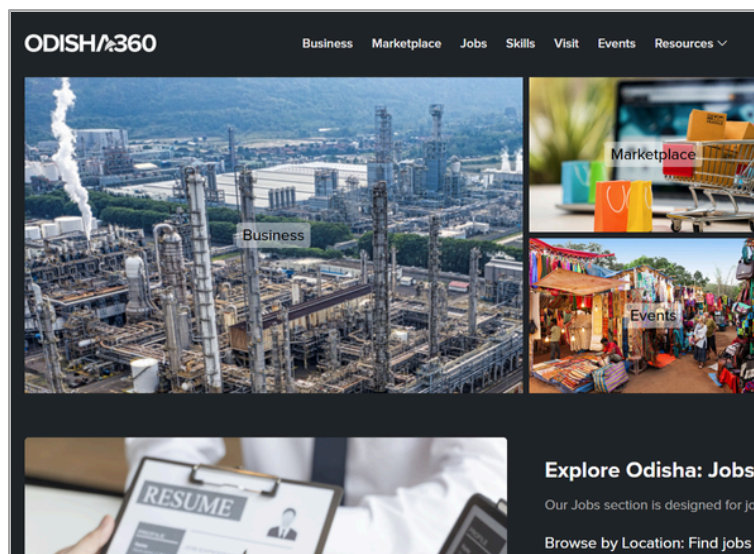 ODISHA360
Business Marketplace Jobs Skills Visit Events Resources
Marketplace
Business
Events
RESUME
PROFILE
Explore Odisha: Jobs
Our Jobs section is designed for jo
Browse by Location: Find jobs